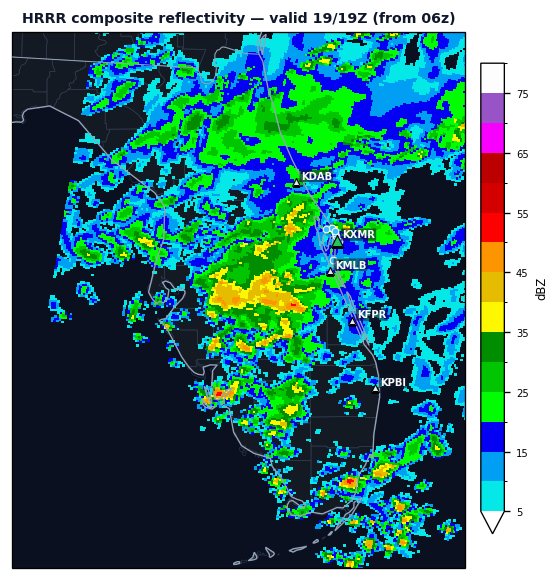 HRRR composite reflectivity — valid 19/19Z (from 06z)
KDAB
KXMR
KMLB
KFPR
KPBI
75
65
55
45
35
25
15
5
dBZ